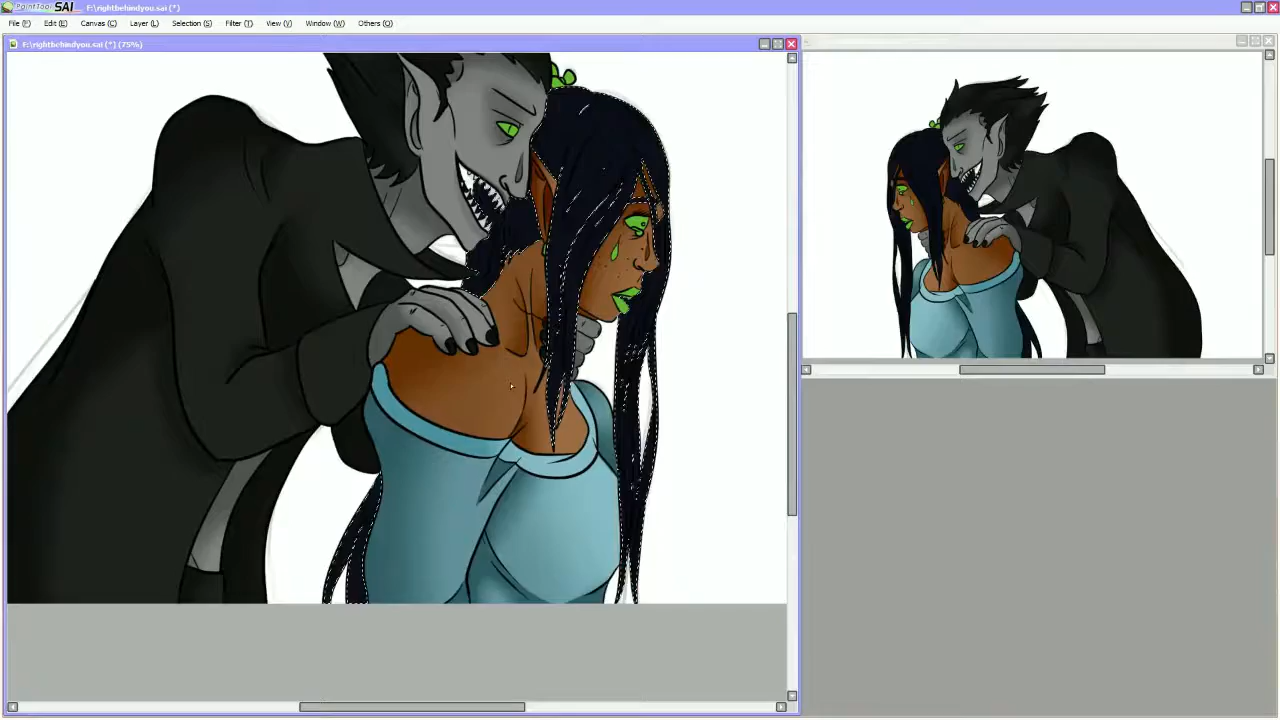 PaintTool SAI F:\rightbehindyou.sai (*)
File (F) Edit (E) Canvas (C) Layer (L) Selection (S) Filter (T) View (V) Window (W) Others (O)
F:\rightbehindyou.sai (*) (75%)